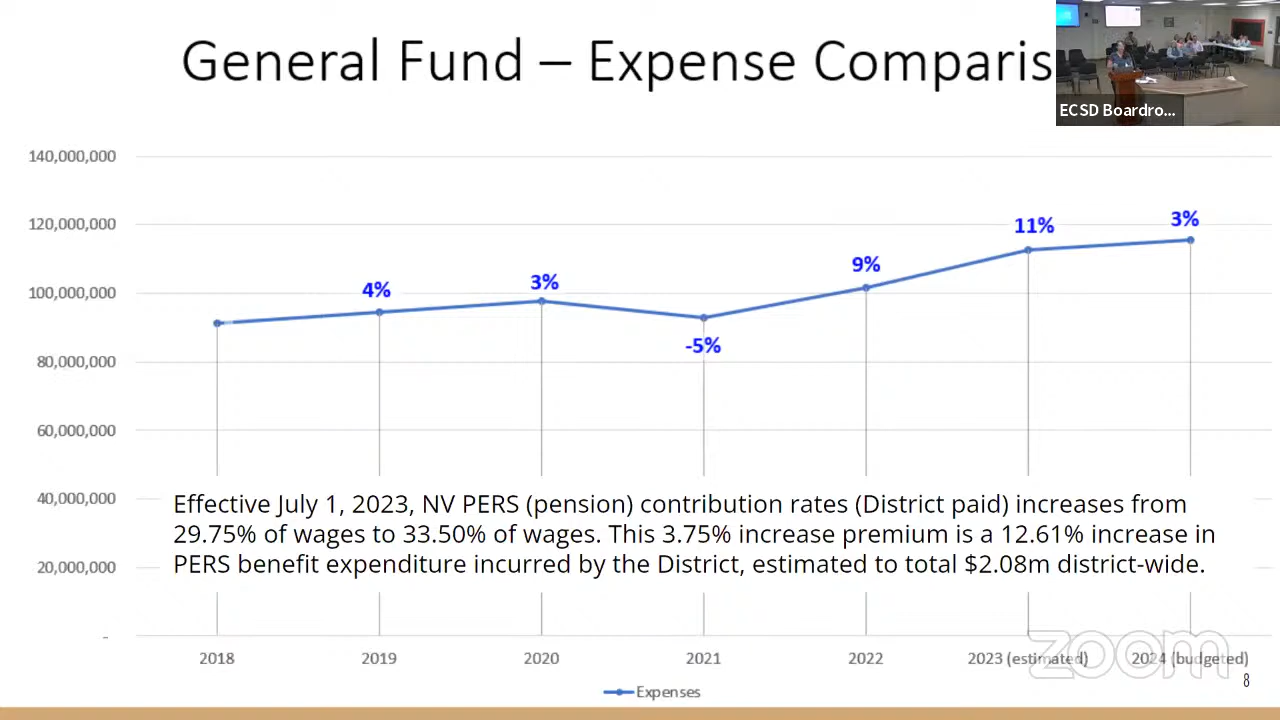 General Fund – Expense Comparis
ECSD Boardro...
140,000,000
120,000,000
100,000,000
80,000,000
60,000,000
40,000,000
20,000,000
-
4%
3%
-5%
9%
11%
3%
Effective July 1, 2023, NV PERS (pension) contribution rates (District paid) increases from
29.75% of wages to 33.50% of wages. This 3.75% increase premium is a 12.61% increase in
PERS benefit expenditure incurred by the District, estimated to total $2.08m district-wide.
2018 2019 2020 2021 2022 2023 (estimated) 2024 (budgeted)
zoom
Expenses
8